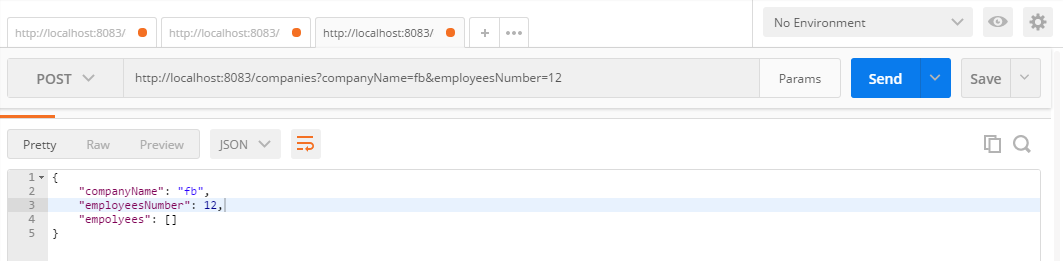 http://localhost:8083/ http://localhost:8083/ http://localhost:8083/ + ••• No Environment
POST http://localhost:8083/companies?companyName=fb&employeesNumber=12 Params Send Save
Pretty Raw Preview JSON
1 {
2 "companyName": "fb",
3 "employeesNumber": 12,
4 "empolyees": []
5 }